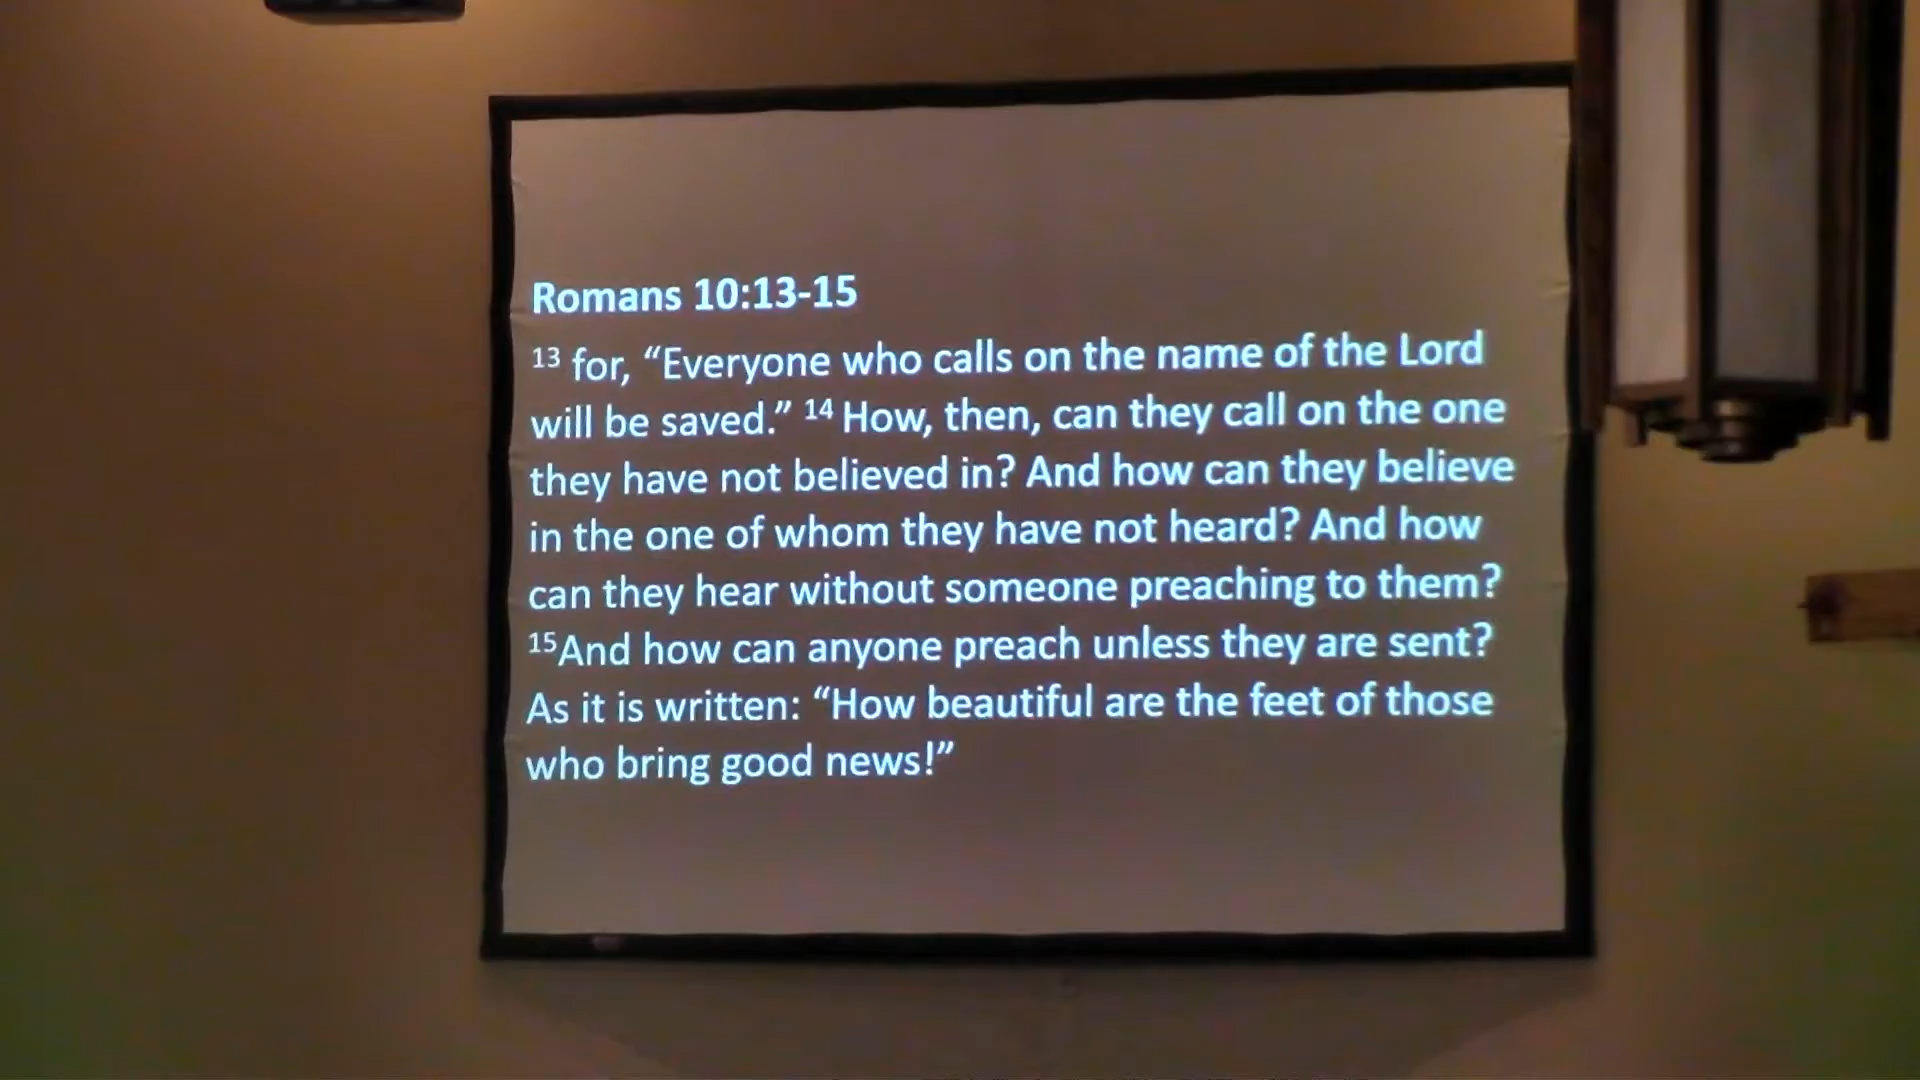 Romans 10:13-15
13 for, “Everyone who calls on the name of the Lord
will be saved.” 14 How, then, can they call on the one
they have not believed in? And how can they believe
in the one of whom they have not heard? And how
can they hear without someone preaching to them?
15And how can anyone preach unless they are sent?
As it is written: “How beautiful are the feet of those
who bring good news!”